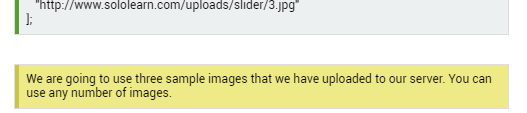 "http://www.sololearn.com/uploads/slider/3.jpg"
];
We are going to use three sample images that we have uploaded to our server. You can
use any number of images.